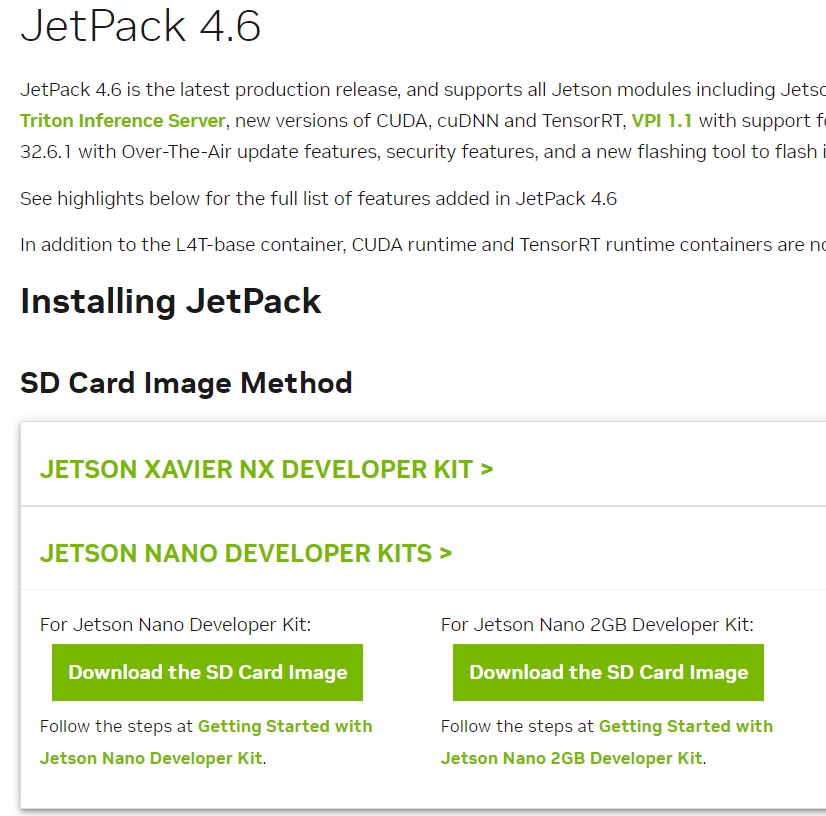 JetPack 4.6
JetPack 4.6 is the latest production release, and supports all Jetson modules including
Triton Inference Server, new versions of CUDA, cuDNN and TensorRT, VPI 1.1 with support
32.6.1 with Over-The-Air update features, security features, and a new flashing tool to flash
See highlights below for the full list of features added in JetPack 4.6
In addition to the L4T-base container, CUDA runtime and TensorRT runtime containers are
Installing JetPack
SD Card Image Method
JETSON XAVIER NX DEVELOPER KIT >
JETSON NANO DEVELOPER KITS >
For Jetson Nano Developer Kit:
Download the SD Card Image
Follow the steps at Getting Started with
Jetson Nano Developer Kit.
For Jetson Nano 2GB Developer Kit:
Download the SD Card Image
Follow the steps at Getting Started with
Jetson Nano 2GB Developer Kit.